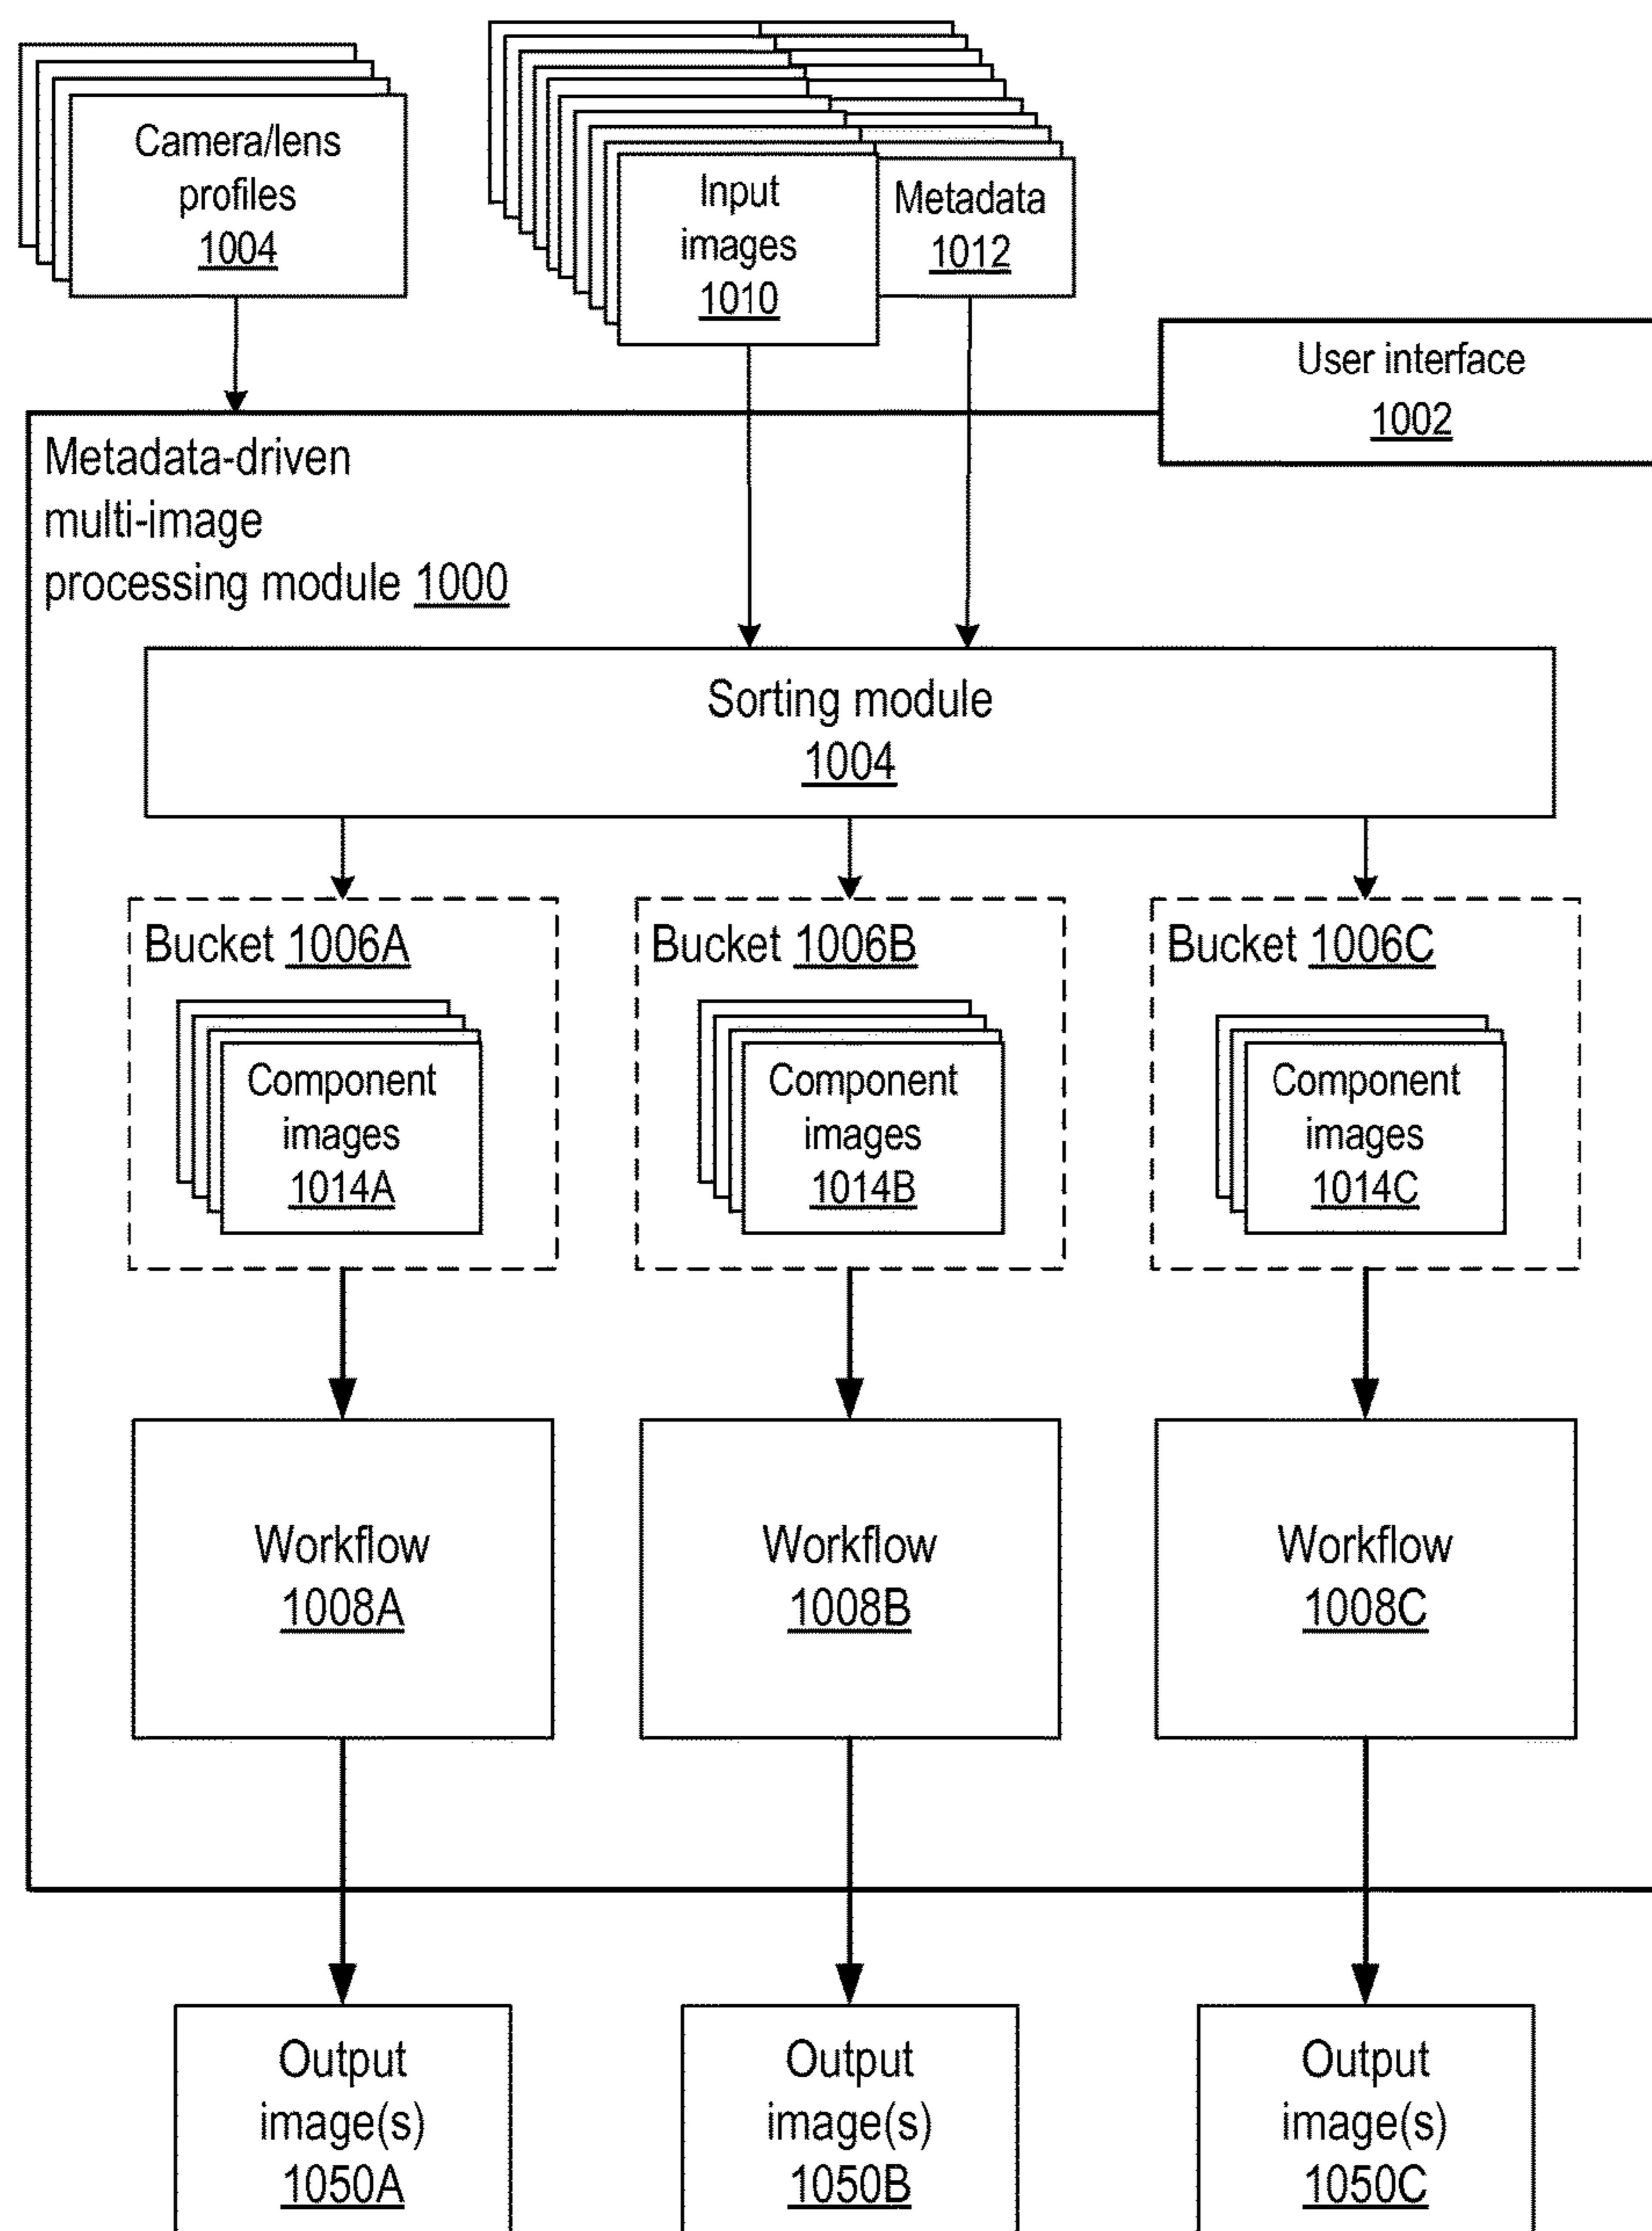 Camera/lens
profiles
1004
Input
images
1010
Metadata
1012
User interface
1002
Metadata-driven
multi-image
processing module 1000
Sorting module
1004
Bucket 1006A
Component
images
1014A
Bucket 1006B
Component
images
1014B
Bucket 1006C
Component
images
1014C
Workflow
1008A
Workflow
1008B
Workflow
1008C
Output
image(s)
1050A
Output
image(s)
1050B
Output
image(s)
1050C